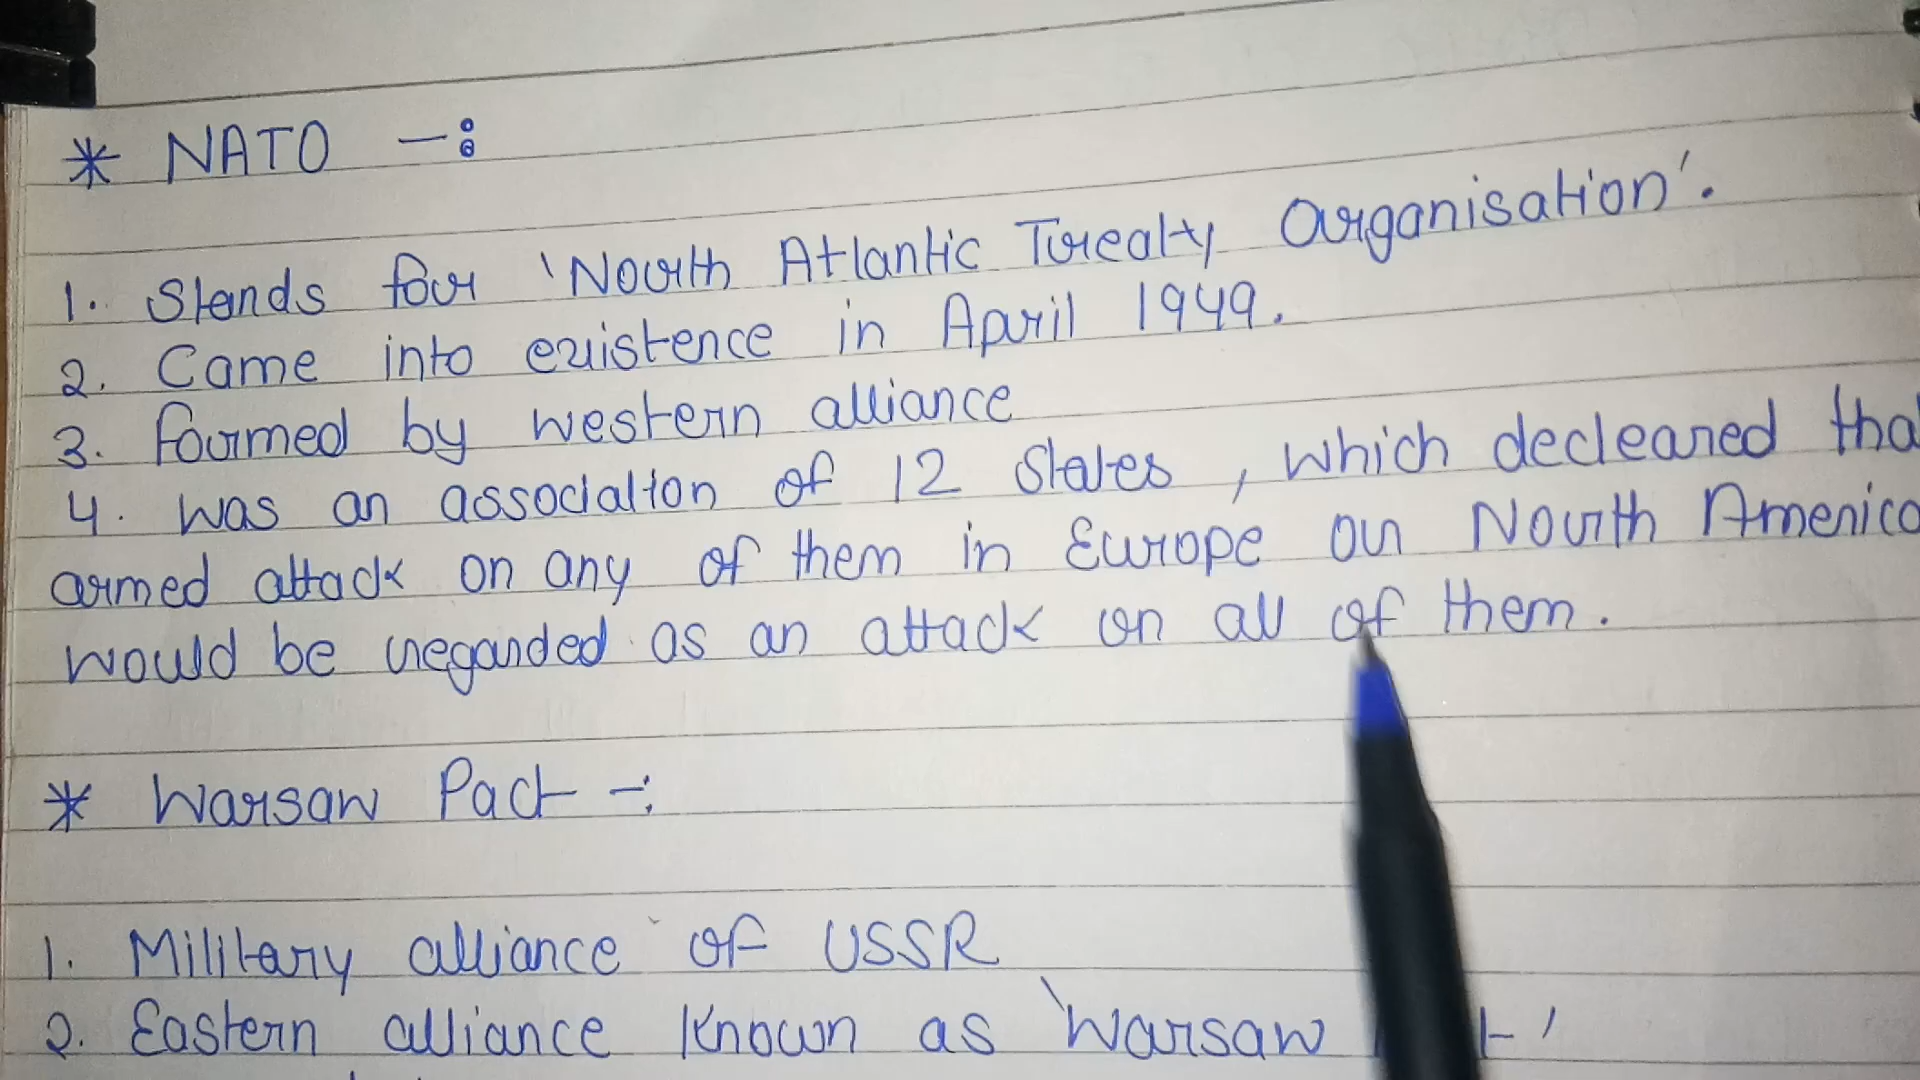 * NATO -:
1. Stands for 'North Atlantic Treaty Organisation'.
2. Came into existence in April 1949.
3. formed by western alliance
4. was an association of 12 States, which decleared tha
armed attack on any of them in Europe or North America
would be regarded as an attack on all of them.
* Warsaw Pact -:
1. Military alliance of USSR
2. Eastern alliance known as 'Warsaw